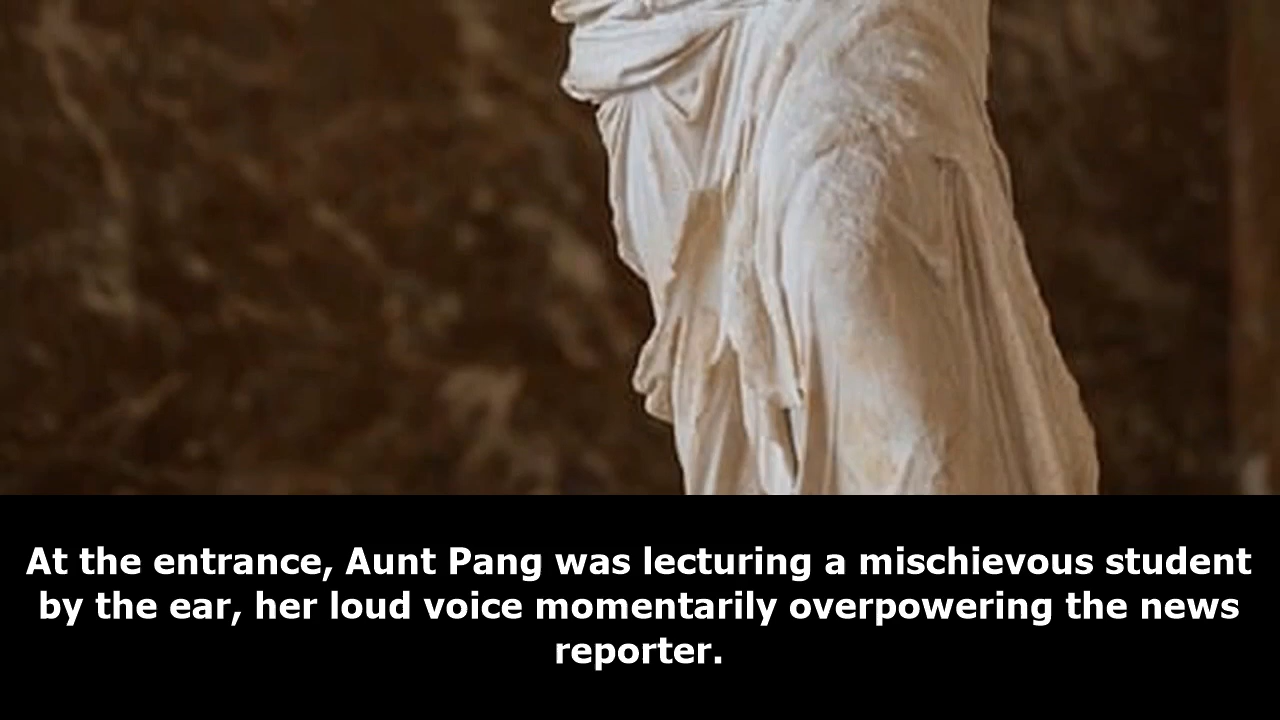 At the entrance, Aunt Pang was lecturing a mischievous student
by the ear, her loud voice momentarily overpowering the news
reporter.